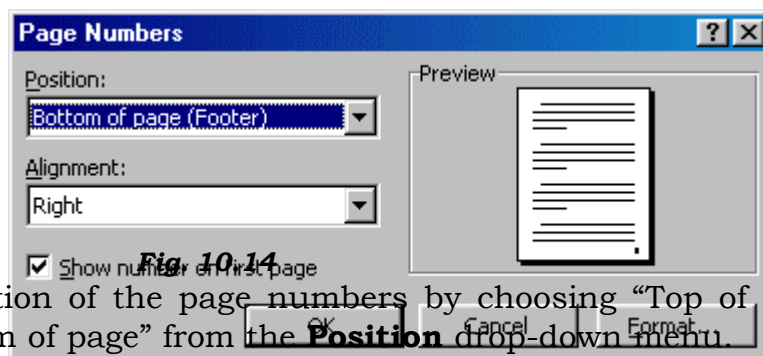 Page Numbers
Position:
Preview
Bottom of page (Footer)
Alignment:
Right
Show number on first page
Fig. 10.14
tion of the page numbers by choosing “Top of
m of page” from the Position drop-down menu.
OK Cancel Format...